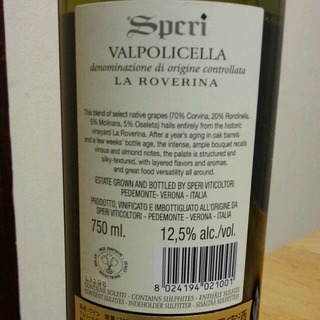 Speri
VALPOLICELLA
denominazione di origine controllata
LA ROVERINA
This blend of select native grapes (70% Corvina, 20% Rondinella,
5% Molinara, 5% Oseleta) hails entirely from the historic
vineyard La Roverina. After a year's aging in oak barrels
and a few weeks' bottle age, the intense, ample bouquet recalls
vinous and almond notes, the palate is structured and
silky-textured, with layered flavors and aromas,
and great food versatility all around.
ESTATE GROWN AND BOTTLED BY SPERI VITICOLTORI
PEDEMONTE - VERONA - ITALIA
PRODOTTO, VINIFICATO E IMBOTTIGLIATO ALL'ORIGINE DA
SPERI VITICOLTORI - PEDEMONTE - VERONA - ITALIA
750 ml.
12,5% alc./vol.
8 024194 021001
CONTIENE SOLFITI - CONTAINS SULPHITES - ENTHÄLT SULFITE